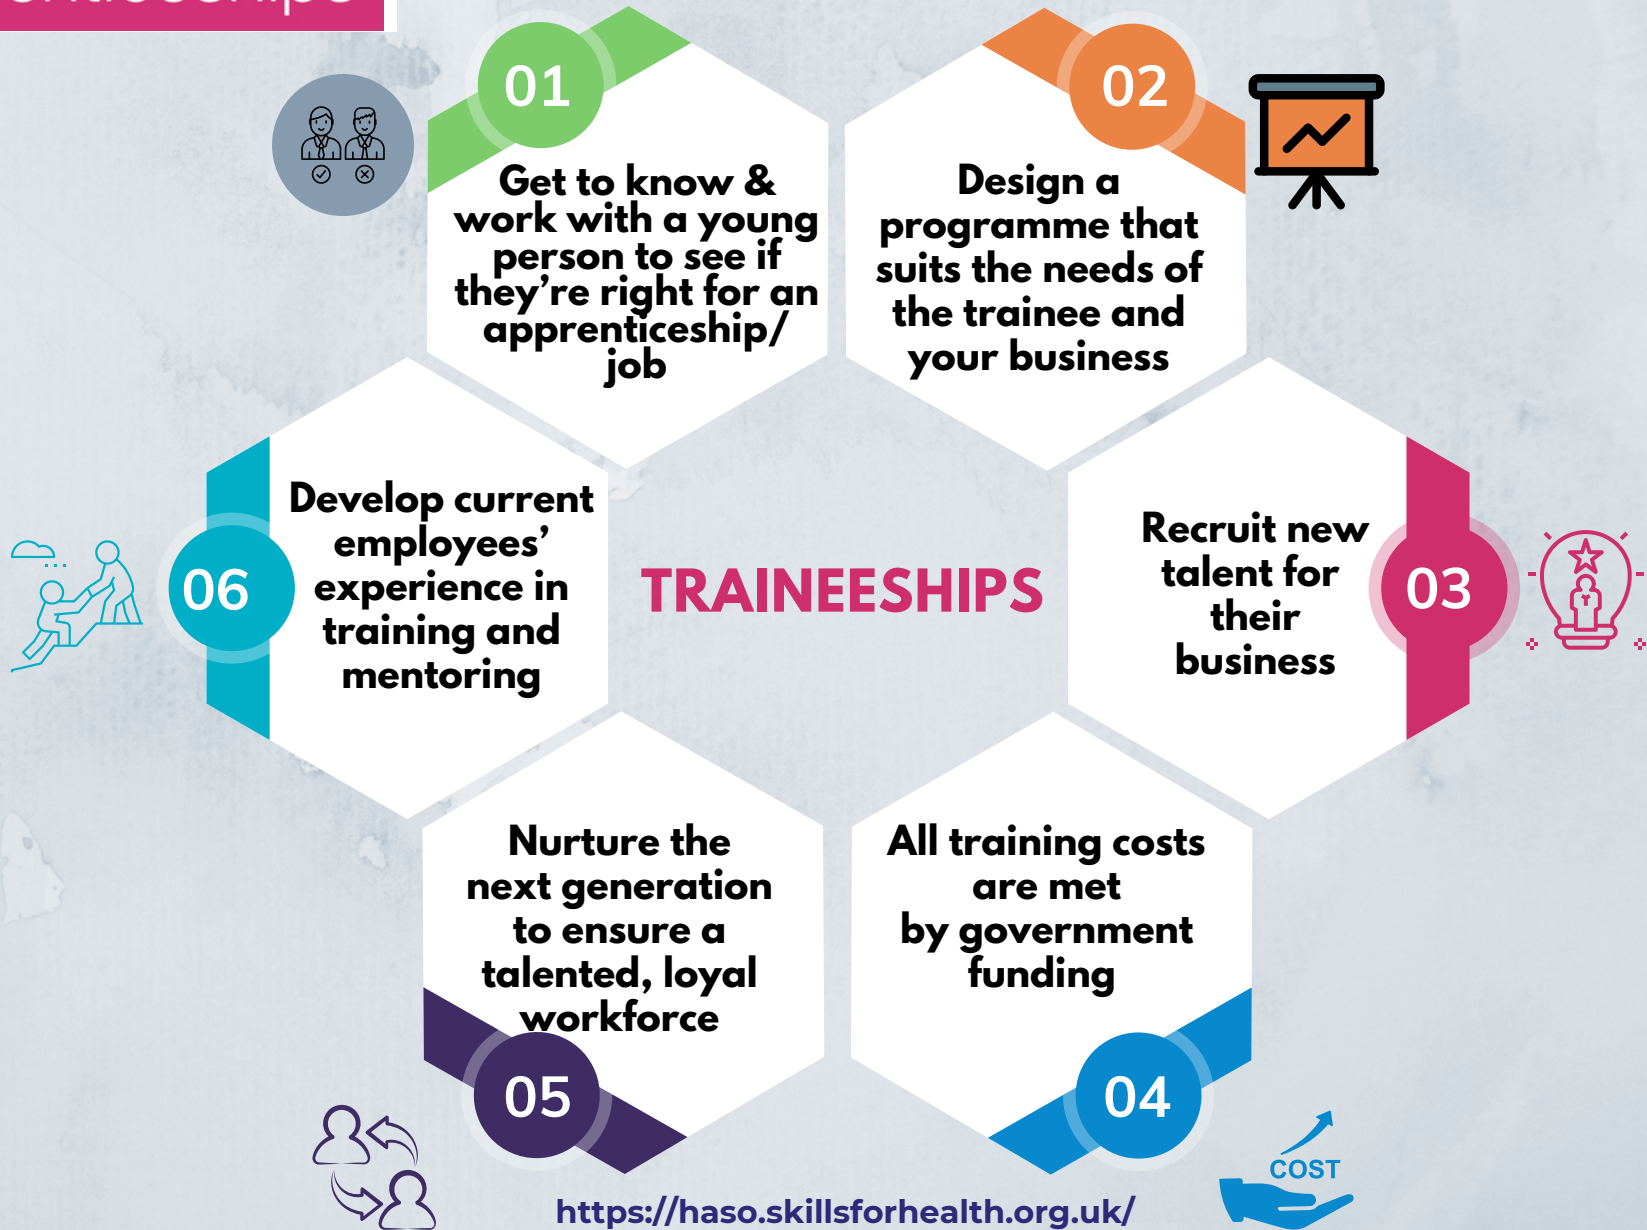 01
Get to know &
work with a young
person to see if
they’re right for an
apprenticeship/
job
02
Design a
programme that
suits the needs of
the trainee and
your business
03
Recruit new
talent for
their
business
04
All training costs
are met
by government
funding
COST
05
Nurture the
next generation
to ensure a
talented, loyal
workforce
06
Develop current
employees’
experience in
training and
mentoring
TRAINEESHIPS
https://haso.skillsforhealth.org.uk/